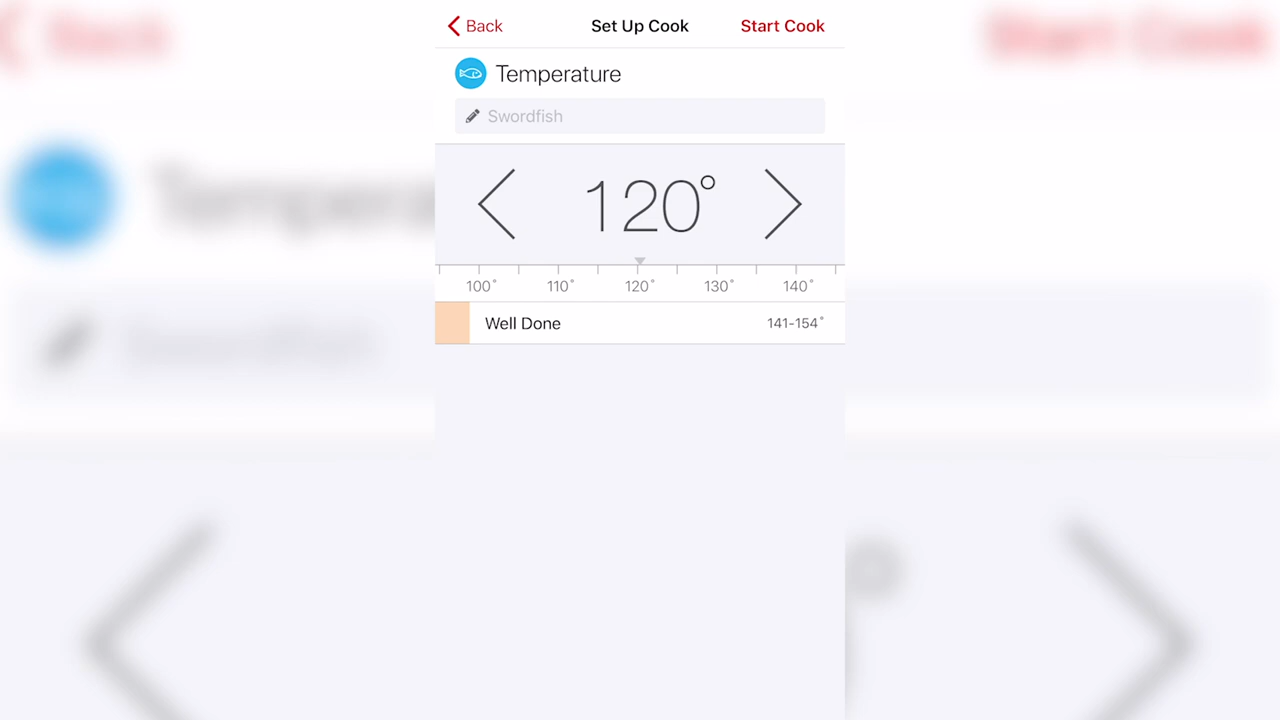 Back Set Up Cook Start Cook
Temperature
Swordfish
120°
100° 110° 120° 130° 140°
Well Done 141-154°